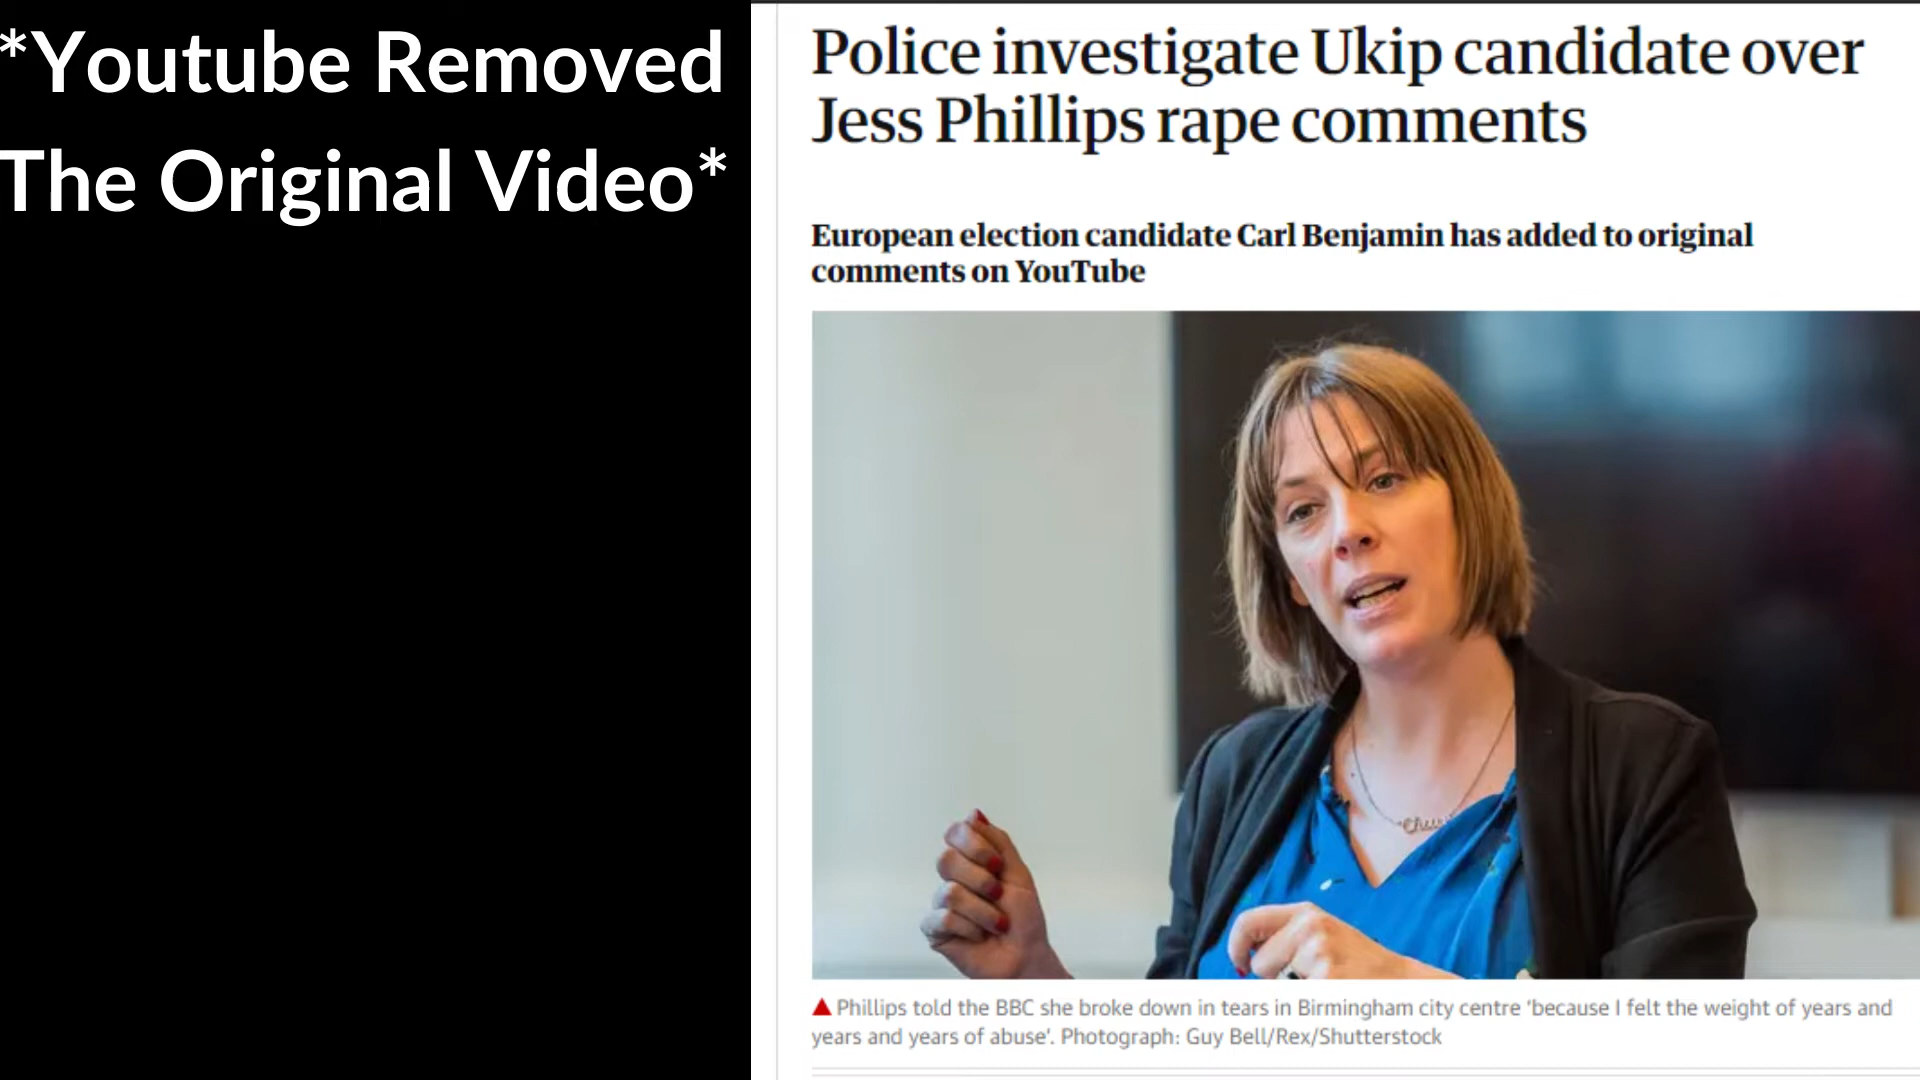 *Youtube Removed
The Original Video*
Police investigate Ukip candidate over
Jess Phillips rape comments
European election candidate Carl Benjamin has added to original
comments on YouTube
Phillips told the BBC she broke down in tears in Birmingham city centre ‘because I felt the weight of years and
years and years of abuse’. Photograph: Guy Bell/Rex/Shutterstock